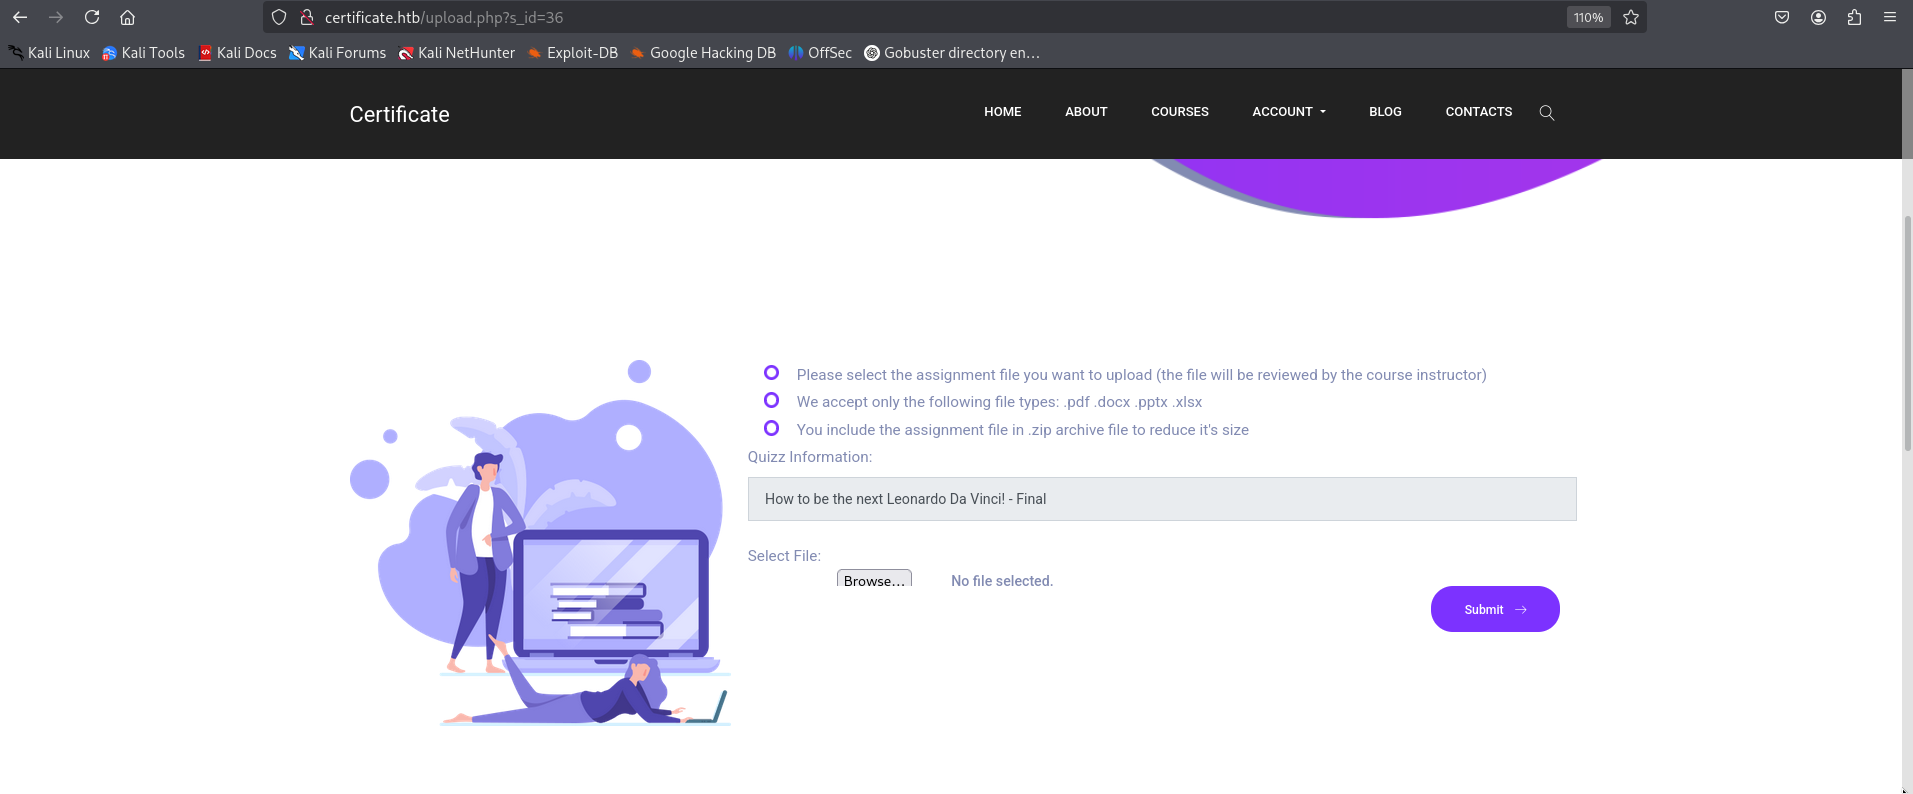 certificate.htb/upload.php?s_id=36
110%
Kali Linux Kali Tools Kali Docs Kali Forums Kali NetHunter Exploit-DB Google Hacking DB OffSec Gobuster directory en…
Certificate HOME ABOUT COURSES ACCOUNT BLOG CONTACTS
Please select the assignment file you want to upload (the file will be reviewed by the course instructor)
We accept only the following file types: .pdf .docx .pptx .xlsx
You include the assignment file in .zip archive file to reduce it's size
Quizz Information:
How to be the next Leonardo Da Vinci! - Final
Select File:
Browse... No file selected.
Submit